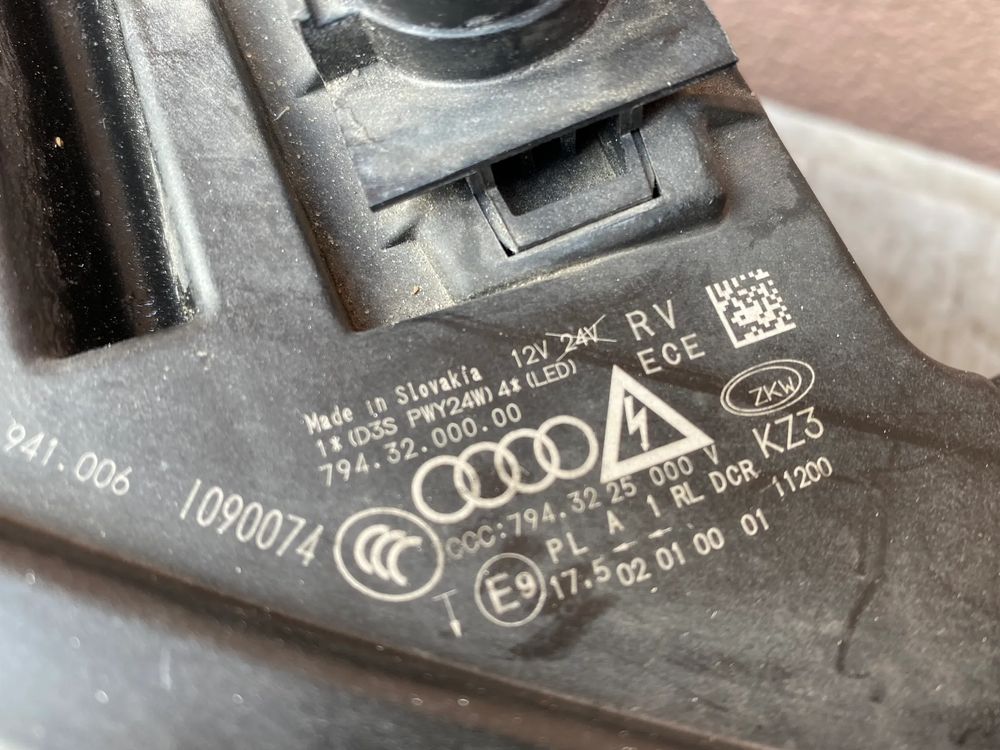 Made in Slovakia 12V 24V RV
1*(D3S PWY24W) 4*(LED) ECE
794.32.000.00
ZKW
CCC:794.32 25 000 V KZ3
941.006
1090074
PL A 1 RL DCR
E9 17.5 02 01 00 01 11200